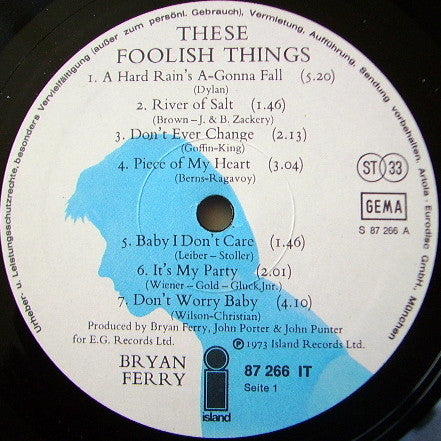 Urheber- u. Leistungsschutzrechte, besonders Vervielfältigung (außer zu persönl. Gebrauch), Vermietung, Aufführung, Sendung vorbehalten. Ariola-Eurodisc GmbH., München
THESE
FOOLISH THINGS
1. A Hard Rain's A-Gonna Fall (5.20)
(Dylan)
2. River of Salt (1.46)
(Brown – J. & B. Zackery)
3. Don't Ever Change (2.13)
(Goffin-King)
4. Piece of My Heart (3.04)
(Berns-Ragavoy)
ST 33
GEMA
S 87 266 A
5. Baby I Don't Care (1.46)
(Leiber – Stoller)
6. It's My Party (2.01)
(Wiener – Gold – Gluck,Jnr.)
7. Don't Worry Baby (4.10)
(Wilson-Christian)
Produced by Bryan Ferry, John Porter & John Punter
for E.G. Records Ltd. ℗1973 Island Records Ltd.
BRYAN
FERRY
island
87 266 IT
Seite 1